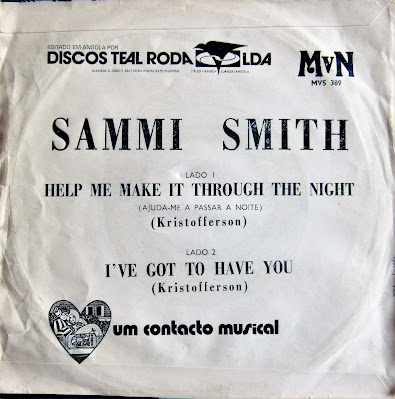 EDITADO EM ANGOLA POR
DISCOS TEAL RODA LDA
MVN
MVS 389
SAMMI SMITH
LADO 1
HELP ME MAKE IT THROUGH THE NIGHT
(AJUDA-ME A PASSAR A NOITE)
(Kristofferson)
LADO 2
I'VE GOT TO HAVE YOU
(Kristofferson)
um contacto musical